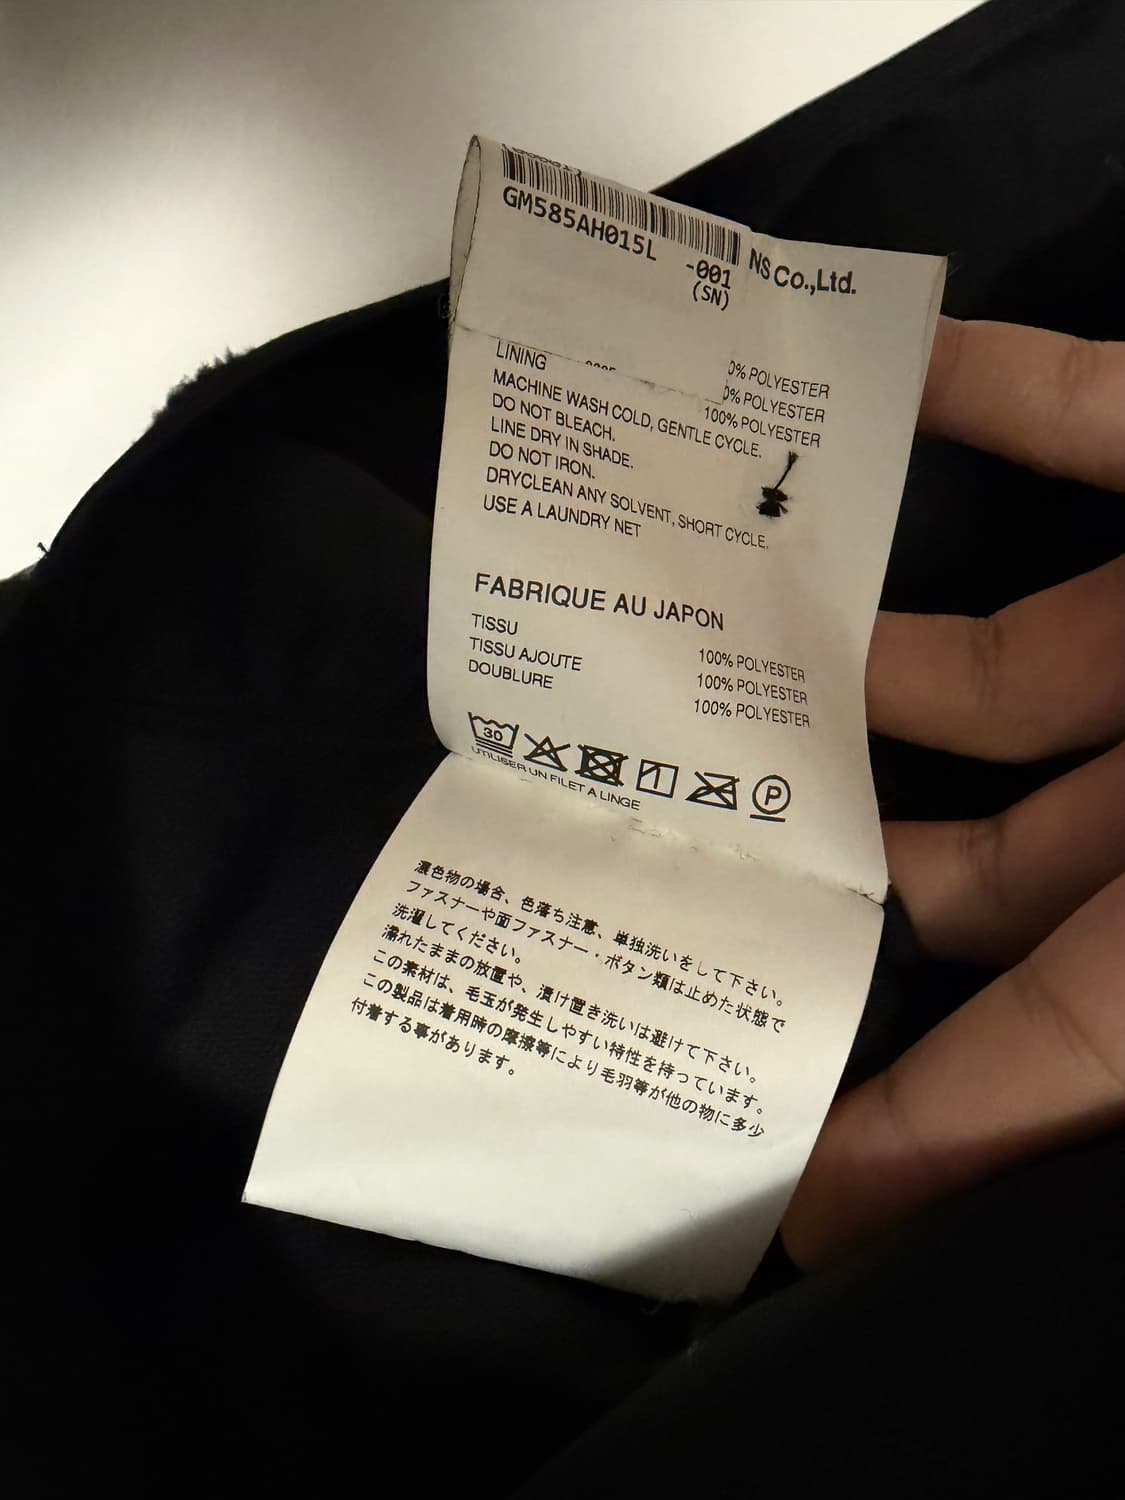 GM585AH015L
-001
(SN)
NS Co.,Ltd.
0% POLYESTER
0% POLYESTER
LINING 100% POLYESTER
MACHINE WASH COLD, GENTLE CYCLE.
DO NOT BLEACH.
LINE DRY IN SHADE.
DO NOT IRON.
DRYCLEAN ANY SOLVENT, SHORT CYCLE.
USE A LAUNDRY NET
FABRIQUE AU JAPON
TISSU 100% POLYESTER
TISSU AJOUTE 100% POLYESTER
DOUBLURE 100% POLYESTER
30 P
UTILISER UN FILET A LINGE
濃色物の場合、色落ち注意、単独洗いをして下さい。
ファスナーや面ファスナー・ボタン類は止めた状態で
洗濯してください。
濡れたままの放置や、漬け置き洗いは避けて下さい。
この素材は、毛玉が発生しやすい特性を持っています。
この製品は着用時の摩擦等により毛羽等が他の物に多少
付着する事があります。